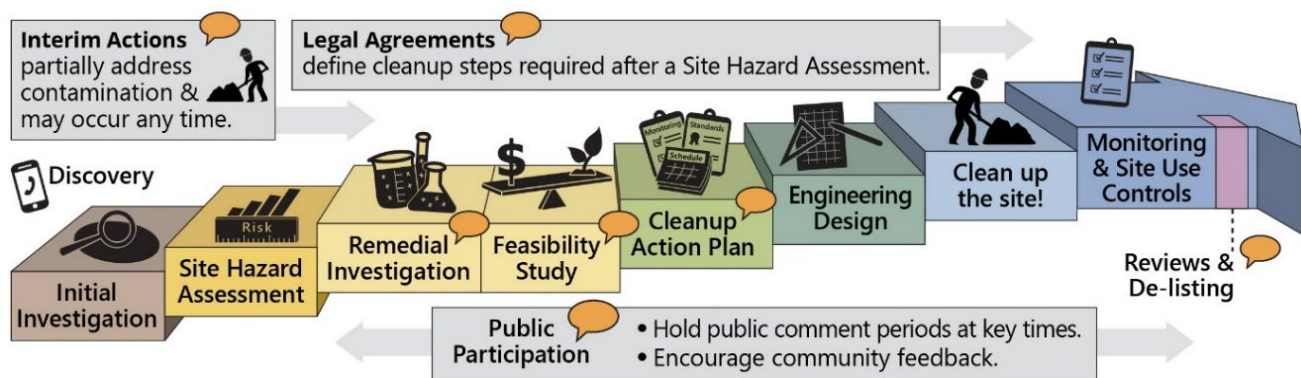 Interim Actions
partially address
contamination &
may occur any time.
Legal Agreements
define cleanup steps required after a Site Hazard Assessment.
Discovery
Initial
Investigation
Risk
Site Hazard
Assessment
Remedial
Investigation
$
Feasibility
Study
Monitoring
Standards
Schedule
Cleanup
Action Plan
Engineering
Design
Clean up
the site!
Monitoring
& Site Use
Controls
Reviews &
De-listing
Public
Participation
• Hold public comment periods at key times.
• Encourage community feedback.